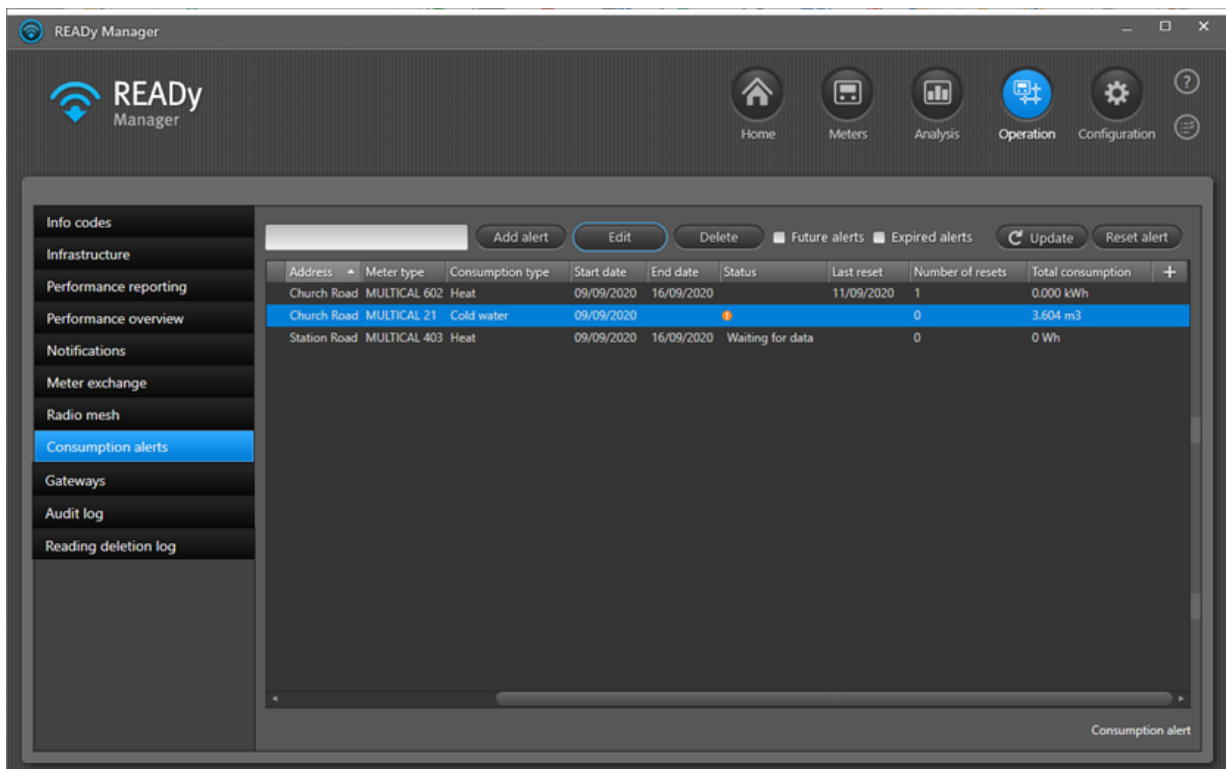 READy Manager
READy
Manager
Home Meters Analysis Operation Configuration
Info codes
Infrastructure
Performance reporting
Performance overview
Notifications
Meter exchange
Radio mesh
Consumption alerts
Gateways
Audit log
Reading deletion log
Add alert Edit Delete Future alerts Expired alerts Update Reset alert
Address Meter type Consumption type Start date End date Status Last reset Number of resets Total consumption +
Church Road MULTICAL 602 Heat 09/09/2020 16/09/2020 11/09/2020 1 0.000 kWh
Church Road MULTICAL 21 Cold water 09/09/2020 0 3.604 m3
Station Road MULTICAL 403 Heat 09/09/2020 16/09/2020 Waiting for data 0 0 Wh
Consumption alert